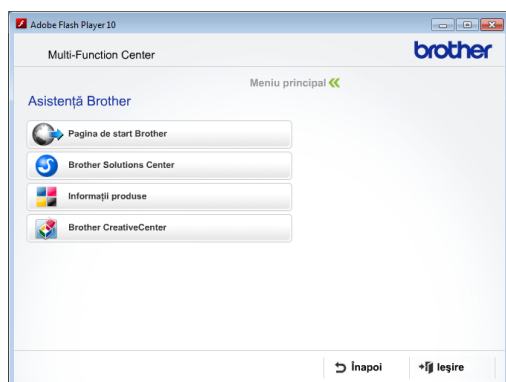 Adobe Flash Player 10
Multi-Function Center
brother
Meniu principal
Asistență Brother
Pagina de start Brother
Brother Solutions Center
Informații produse
Brother CreativeCenter
Înapoi
Ieşire